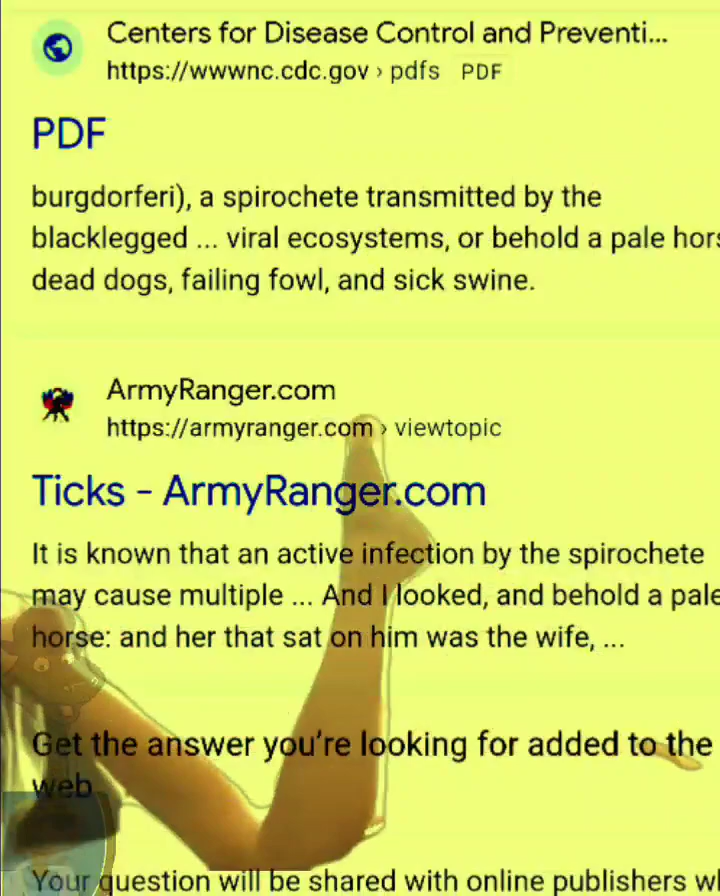 Centers for Disease Control and Preventi...
https://wwwnc.cdc.gov › pdfs PDF
PDF
burgdorferi), a spirochete transmitted by the
blacklegged ... viral ecosystems, or behold a pale hors
dead dogs, failing fowl, and sick swine.
ArmyRanger.com
https://armyranger.com › viewtopic
Ticks - ArmyRanger.com
It is known that an active infection by the spirochete
may cause multiple ... And I looked, and behold a pale
horse: and her that sat on him was the wife, ...
Get the answer you're looking for added to the
web
Your question will be shared with online publishers w